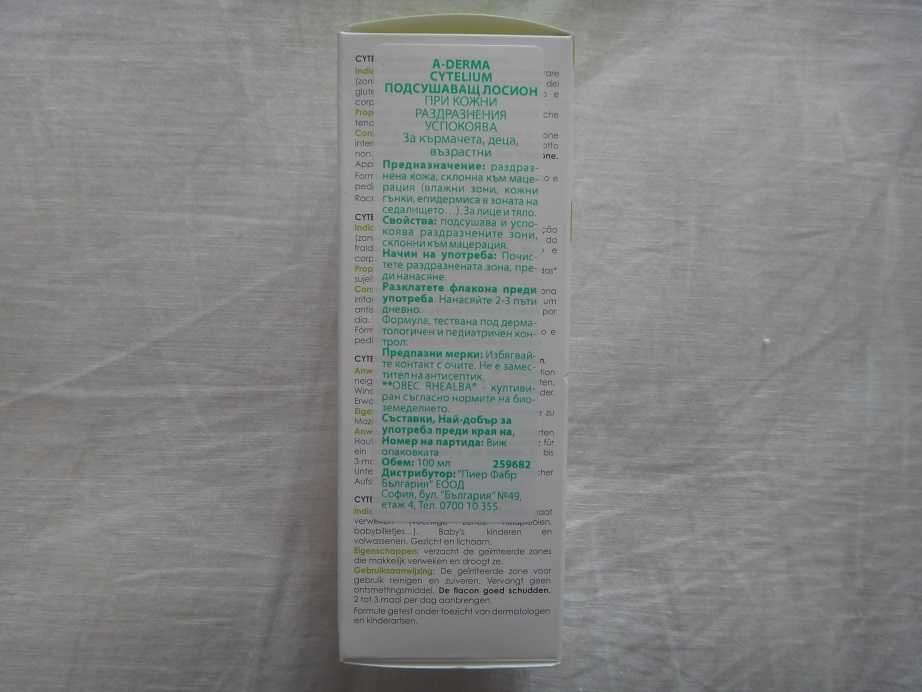 A-DERMA
CYTELIUM
ПОДСУШАВАЩ ЛОСИОН
ПРИ КОЖНИ
РАЗДРАЗНЕНИЯ
УСПОКОЯВА
За кърмачета, деца,
възрастни
Предназначение: раздраз-
нена кожа, склонна към маце-
рация (влажни зони, кожни
гънки, епидермиса в зоната на
седалището…). За лице и тяло.
Свойства: подсушава и успо-
коява раздразнените зони,
склонни към мацерация.
Начин на употреба: Почис-
тете раздразнената зона, пре-
ди нанасяне.
Разклатете флакона преди
употреба. Нанасяйте 2-3 пъти
дневно.
Формула, тествана под дерма-
тологичен и педиатричен кон-
трол.
Предпазни мерки: Избягвай-
те контакт с очите. Не е замес-
тител на антисептик.
**ОВЕС RHEALBA* - култиви-
ран съгласно нормите на био-
земеделието.
Съставки, Най-добър за
употреба преди края на,
Номер на партида: Виж
опаковката
Обем: 100 мл 259682
Дистрибутор: "Пиер Фабр
България" ЕООД
София, бул. "България" №49,
етаж 4, Тел. 0700 10 355
babybilletjes...). Baby's kinderen en
volwassenen. Gezicht en lichaam.
Eigenschappen: verzacht de geïrriteerde zones
die makkelijk verweken en droogt ze.
Gebruiksaanwijzing: De geïrriteerde zone voor
gebruik reinigen en zuiveren. Vervangt geen
ontsmettingsmiddel. De flacon goed schudden.
2 tot 3 maal per dag aanbrengen.
Formule getest onder toezicht van dermatologen
en kinderartsen.